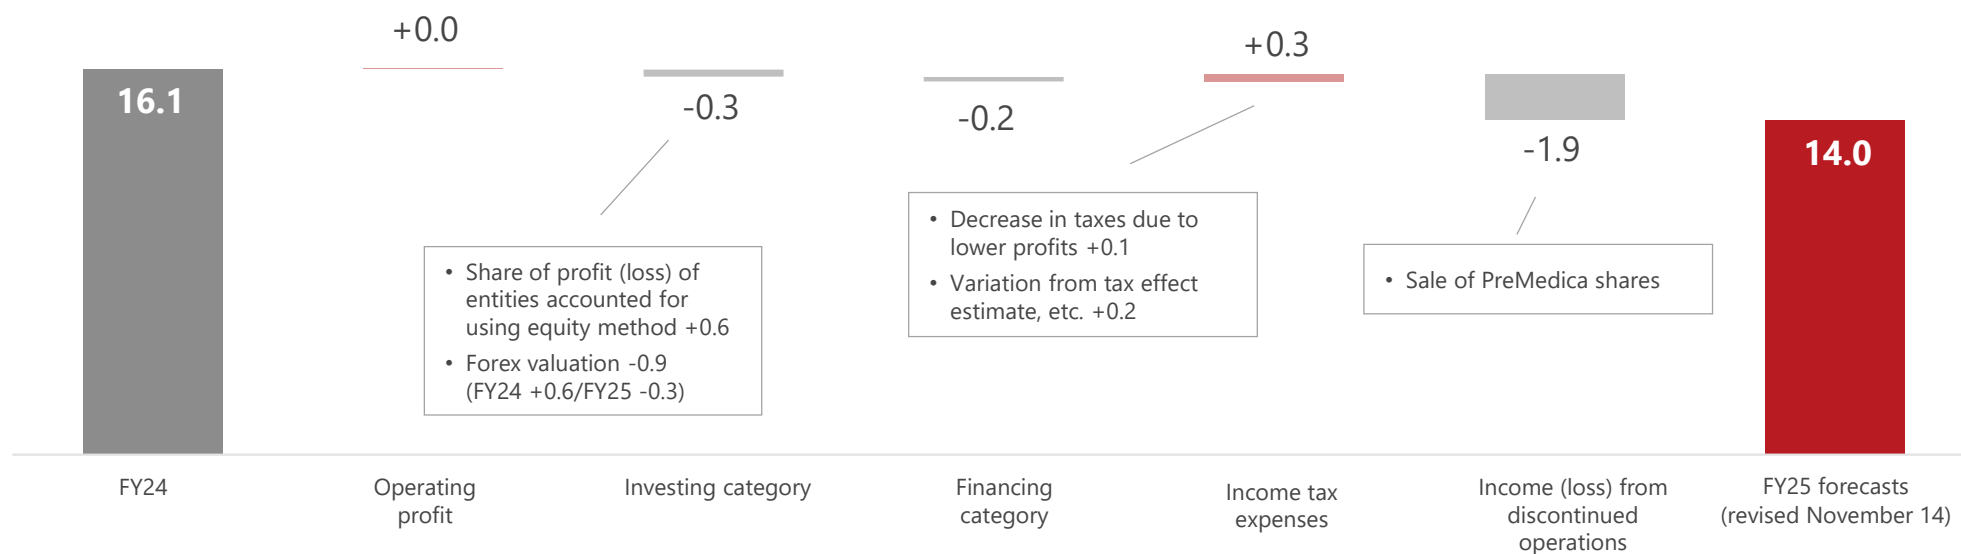 +0.0
+0.3
16.1
-0.3
-0.2
-1.9
14.0
• Share of profit (loss) of
entities accounted for
using equity method +0.6
• Forex valuation -0.9
(FY24 +0.6/FY25 -0.3)
• Decrease in taxes due to
lower profits +0.1
• Variation from tax effect
estimate, etc. +0.2
• Sale of PreMedica shares
FY24
Operating
profit
Investing category
Financing
category
Income tax
expenses
Income (loss) from
discontinued
operations
FY25 forecasts
(revised November 14)